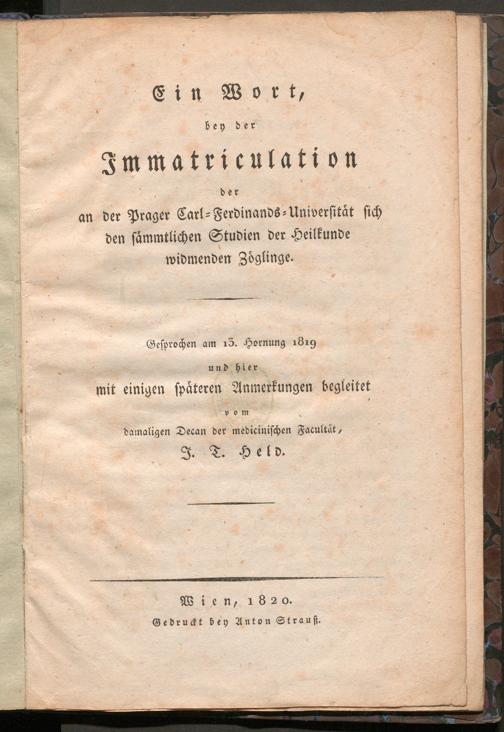 Ein Wort,
bey der
Immatriculation
der
an der Prager Carl-Ferdinands-Universität sich
den sämmtlichen Studien der Heilkunde
widmenden Zöglinge.
Gesprochen am 13. Hornung 1819
und hier
mit einigen späteren Anmerkungen begleitet
vom
damaligen Decan der medicinischen Facultät,
J. T. Held.
Wien, 1820.
Gedruckt bey Anton Strauß.